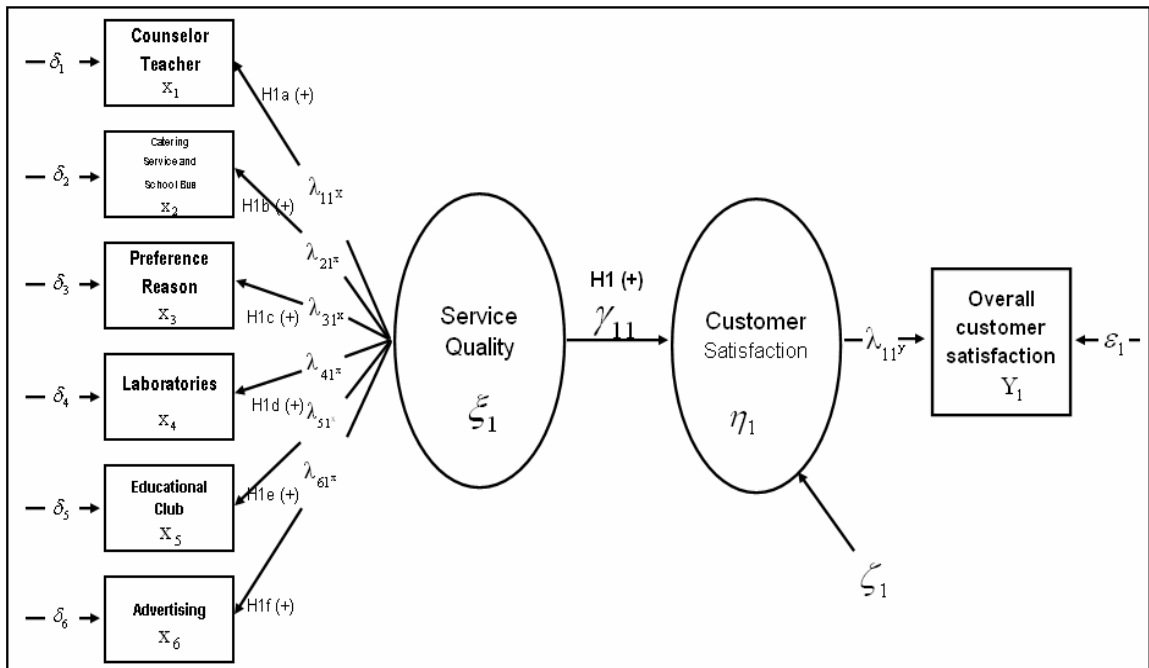 δ1
Counselor
Teacher
X1
H1a (+)
λ11x
δ2
Catering
Service and
School Bus
X2
H1b (+)
λ21x
δ3
Preference
Reason
X3
H1c (+)
λ31x
δ4
Laboratories
X4
H1d (+)
λ41x
δ5
Educational
Club
X5
H1e (+)
λ51x
δ6
Advertising
X6
H1f (+)
λ61x
Service
Quality
ξ1
H1 (+)
γ11
Customer
Satisfaction
η1
ζ1
λ11y
Overall
customer
satisfaction
Y1
ε1